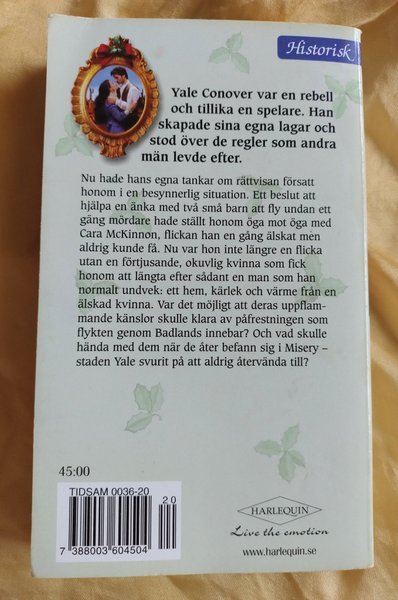 Historisk
Yale Conover var en rebell
och tillika en spelare. Han
skapade sina egna lagar och
stod över de regler som andra
män levde efter.
Nu hade hans egna tankar om rättvisan försatt
honom i en besynnerlig situation. Ett beslut att
hjälpa en änka med två små barn att fly undan ett
gäng mördare hade ställt honom öga mot öga med
Cara McKinnon, flickan han en gång älskat men
aldrig kunde få. Nu var hon inte längre en flicka
utan en förtjusande, okuvlig kvinna som fick
honom att längta efter sådant en man som han
normalt undvek: ett hem, kärlek och värme från en
älskad kvinna. Var det möjligt att deras uppflam-
mande känslor skulle klara av påfrestningen som
flykten genom Badlands innebar? Och vad skulle
hända med dem när de åter befann sig i Misery –
staden Yale svurit på att aldrig återvända till?
45:00
TIDSAM 0036-20
20
7 388003 604504
HARLEQUIN
Live the emotion
www.harlequin.se